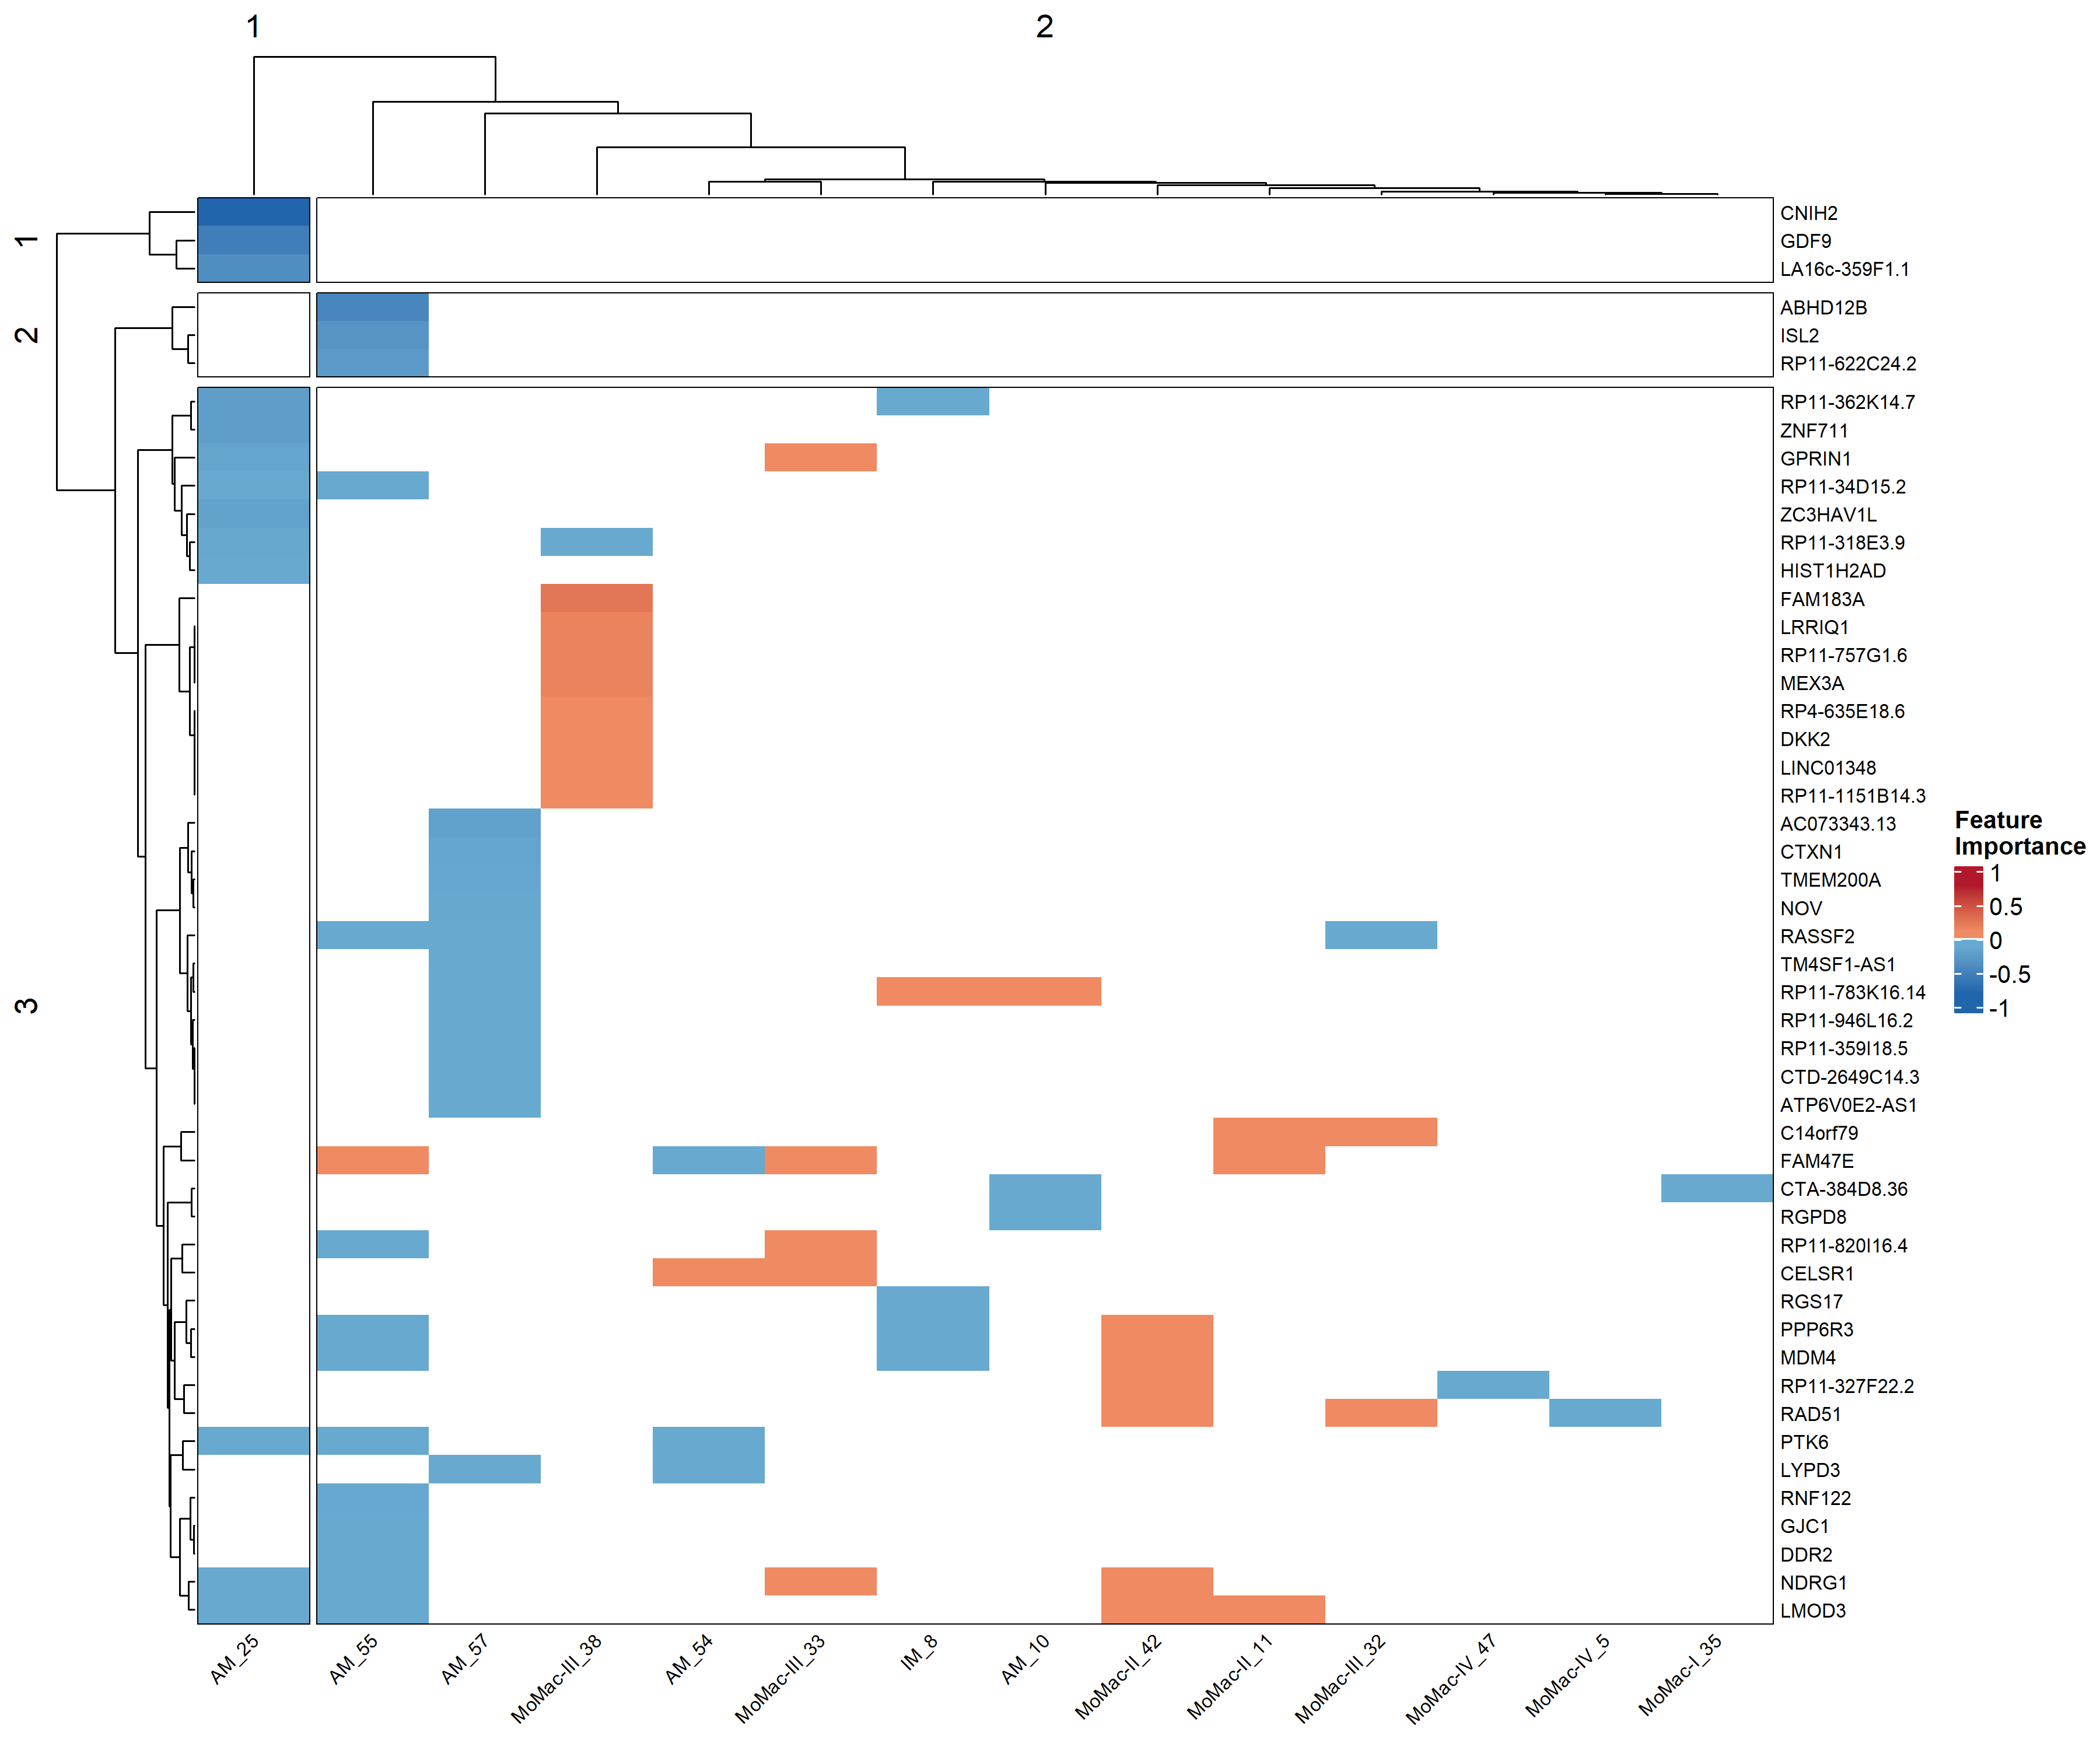 1
2
1
2
3
CNIH2
GDF9
LA16c-359F1.1
ABHD12B
ISL2
RP11-622C24.2
RP11-362K14.7
ZNF711
GPRIN1
RP11-34D15.2
ZC3HAV1L
RP11-318E3.9
HIST1H2AD
FAM183A
LRRIQ1
RP11-757G1.6
MEX3A
RP4-635E18.6
DKK2
LINC01348
RP11-1151B14.3
AC073343.13
CTXN1
TMEM200A
NOV
RASSF2
TM4SF1-AS1
RP11-783K16.14
RP11-946L16.2
RP11-359I18.5
CTD-2649C14.3
ATP6V0E2-AS1
C14orf79
FAM47E
CTA-384D8.36
RGPD8
RP11-820I16.4
CELSR1
RGS17
PPP6R3
MDM4
RP11-327F22.2
RAD51
PTK6
LYPD3
RNF122
GJC1
DDR2
NDRG1
LMOD3
Feature
Importance
1
0.5
0
-0.5
-1
AM_25
AM_55
AM_57
MoMac-III_38
AM_54
MoMac-III_33
IM_8
AM_10
MoMac-II_42
MoMac-II_11
MoMac-III_32
MoMac-IV_47
MoMac-IV_5
MoMac-I_35